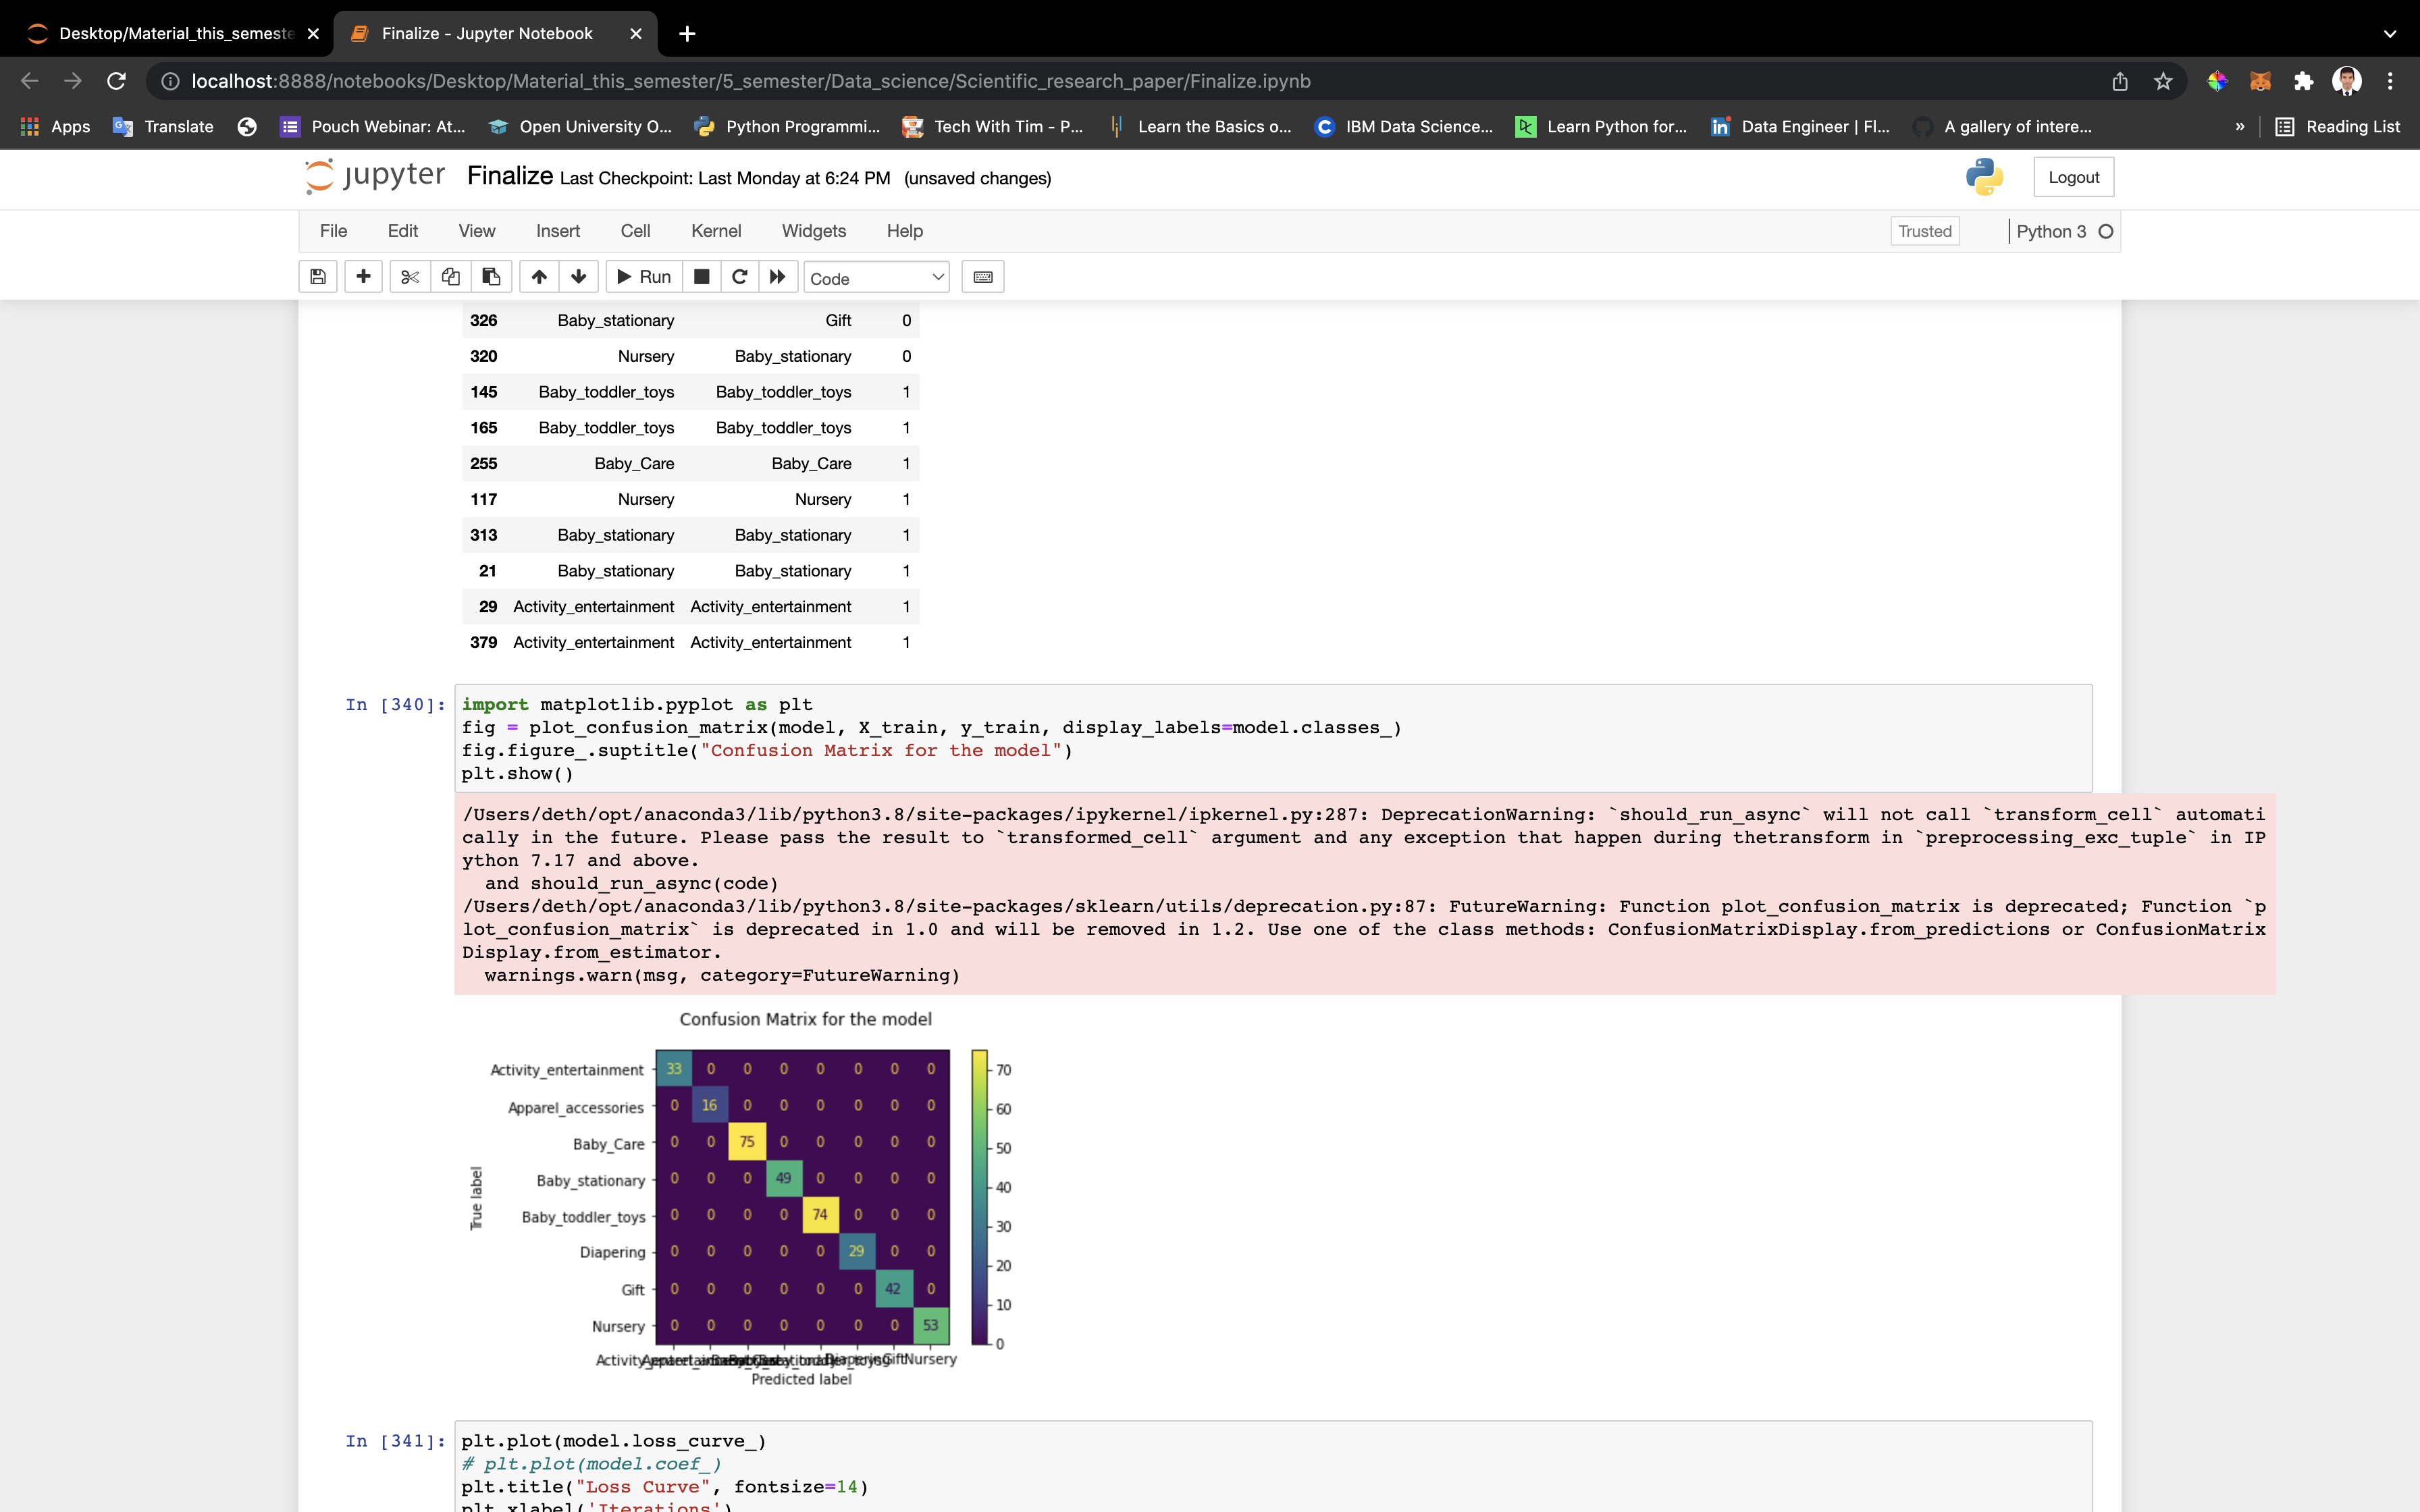 Desktop/Material_this_semeste
Finalize - Jupyter Notebook
localhost:8888/notebooks/Desktop/Material_this_semester/5_semester/Data_science/Scientific_research_paper/Finalize.ipynb
Apps Translate Pouch Webinar: At... Open University O... Python Programmi... Tech With Tim - P... Learn the Basics o... IBM Data Science... Learn Python for... Data Engineer | Fl... A gallery of intere... » Reading List
jupyter Finalize Last Checkpoint: Last Monday at 6:24 PM (unsaved changes) Logout
File Edit View Insert Cell Kernel Widgets Help Trusted Python 3
Run Code
326 Baby_stationary Gift 0
320 Nursery Baby_stationary 0
145 Baby_toddler_toys Baby_toddler_toys 1
165 Baby_toddler_toys Baby_toddler_toys 1
255 Baby_Care Baby_Care 1
117 Nursery Nursery 1
313 Baby_stationary Baby_stationary 1
21 Baby_stationary Baby_stationary 1
29 Activity_entertainment Activity_entertainment 1
379 Activity_entertainment Activity_entertainment 1
In [340]: import matplotlib.pyplot as plt
fig = plot_confusion_matrix(model, X_train, y_train, display_labels=model.classes_)
fig.figure_.suptitle("Confusion Matrix for the model")
plt.show()
/Users/deth/opt/anaconda3/lib/python3.8/site-packages/ipykernel/ipkernel.py:287: DeprecationWarning: `should_run_async` will not call `transform_cell` automati
cally in the future. Please pass the result to `transformed_cell` argument and any exception that happen during thetransform in `preprocessing_exc_tuple` in IP
ython 7.17 and above.
and should_run_async(code)
/Users/deth/opt/anaconda3/lib/python3.8/site-packages/sklearn/utils/deprecation.py:87: FutureWarning: Function plot_confusion_matrix is deprecated; Function `p
lot_confusion_matrix` is deprecated in 1.0 and will be removed in 1.2. Use one of the class methods: ConfusionMatrixDisplay.from_predictions or ConfusionMatrix
Display.from_estimator.
warnings.warn(msg, category=FutureWarning)
Confusion Matrix for the model
Activity_entertainment 33 0 0 0 0 0 0 0
Apparel_accessories 0 16 0 0 0 0 0 0
Baby_Care 0 0 75 0 0 0 0 0
Baby_stationary 0 0 0 49 0 0 0 0
Baby_toddler_toys 0 0 0 0 74 0 0 0
Diapering 0 0 0 0 0 29 0 0
Gift 0 0 0 0 0 0 42 0
Nursery 0 0 0 0 0 0 0 53
True label
70
60
50
40
30
20
10
0
Gift Nursery
Predicted label
In [341]: plt.plot(model.loss_curve_)
# plt.plot(model.coef_)
plt.title("Loss Curve", fontsize=14)
plt.xlabel('Iterations')